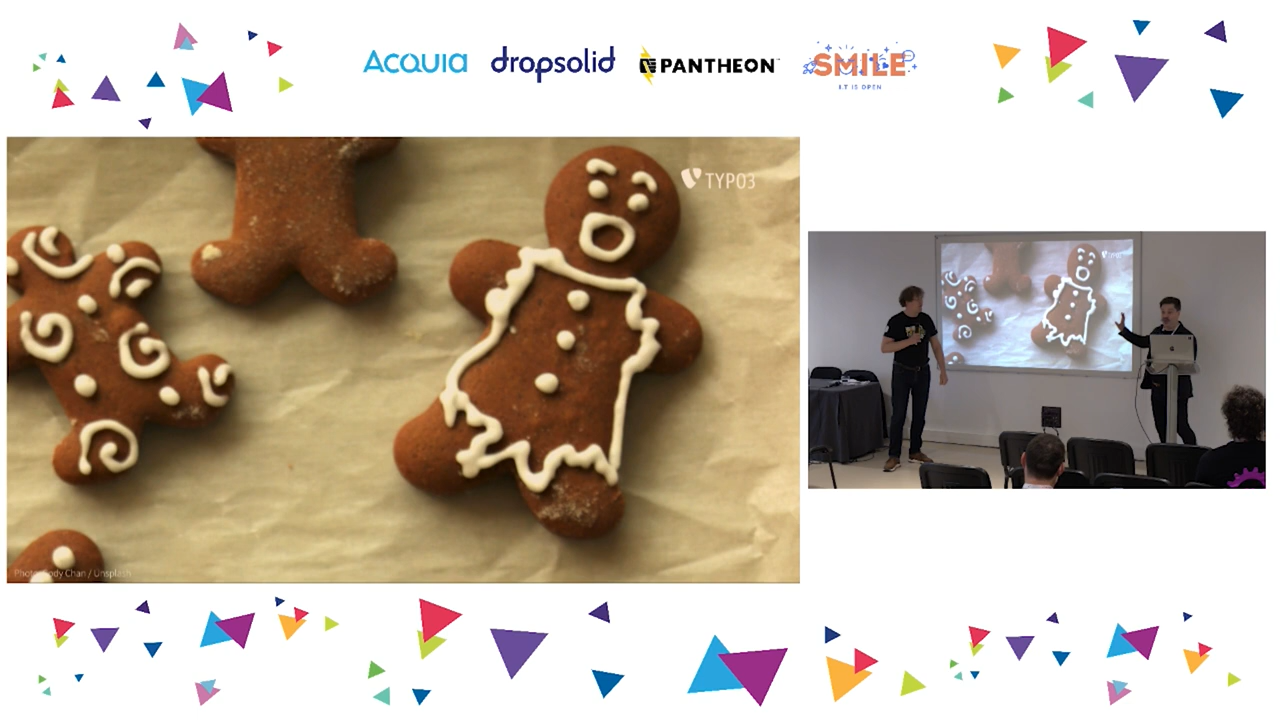 ACQUIA dropsolid PANTHEON SMILE
I.T IS OPEN
TYPO3
Photo: Cody Chan / Unsplash